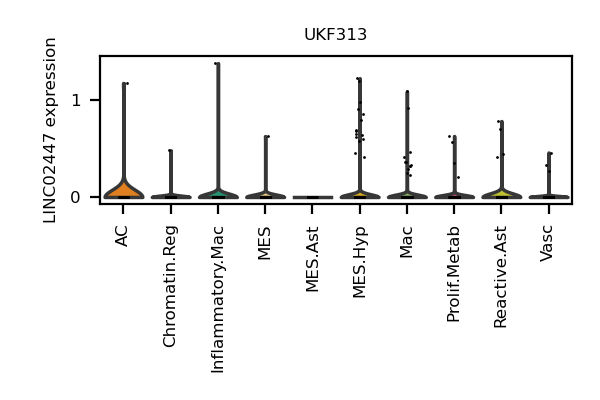 UKF313
LINC02447 expression
1
0
AC
Chromatin.Reg
Inflammatory.Mac
MES
MES.Ast
MES.Hyp
Mac
Prolif.Metab
Reactive.Ast
Vasc